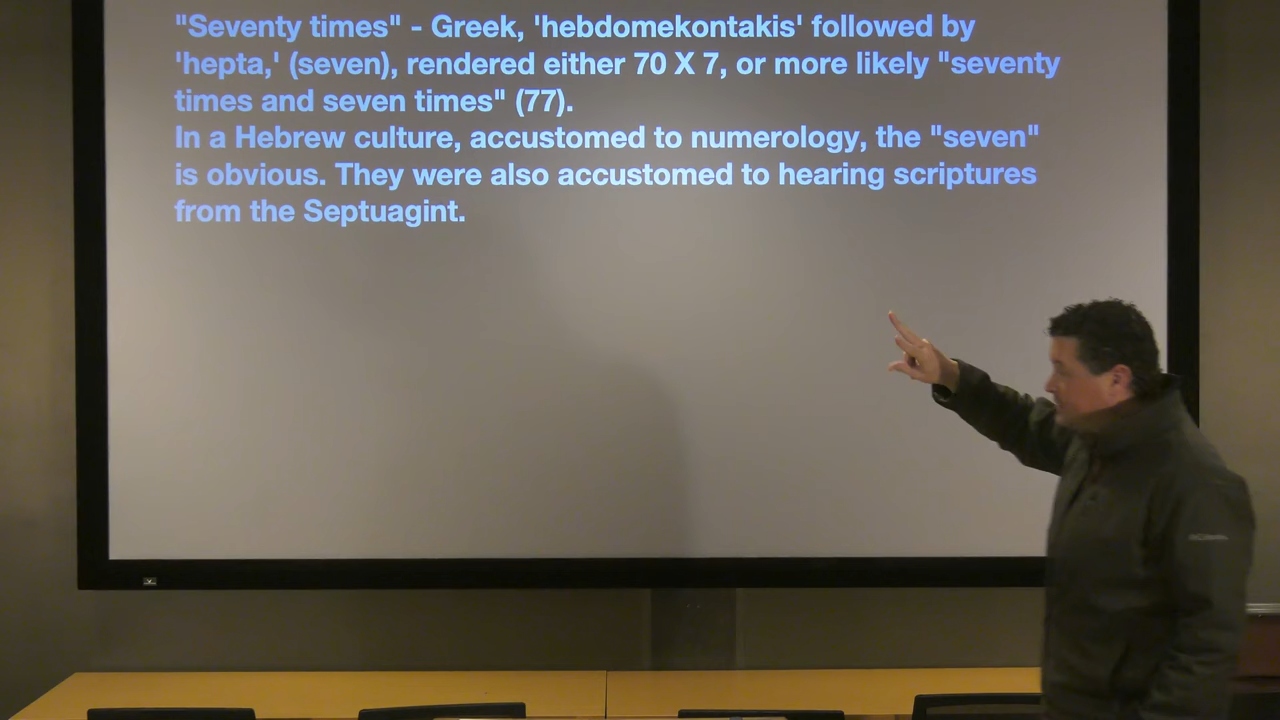 "Seventy times" - Greek, 'hebdomekontakis' followed by
'hepta,' (seven), rendered either 70 X 7, or more likely "seventy
times and seven times" (77).
In a Hebrew culture, accustomed to numerology, the "seven"
is obvious. They were also accustomed to hearing scriptures
from the Septuagint.